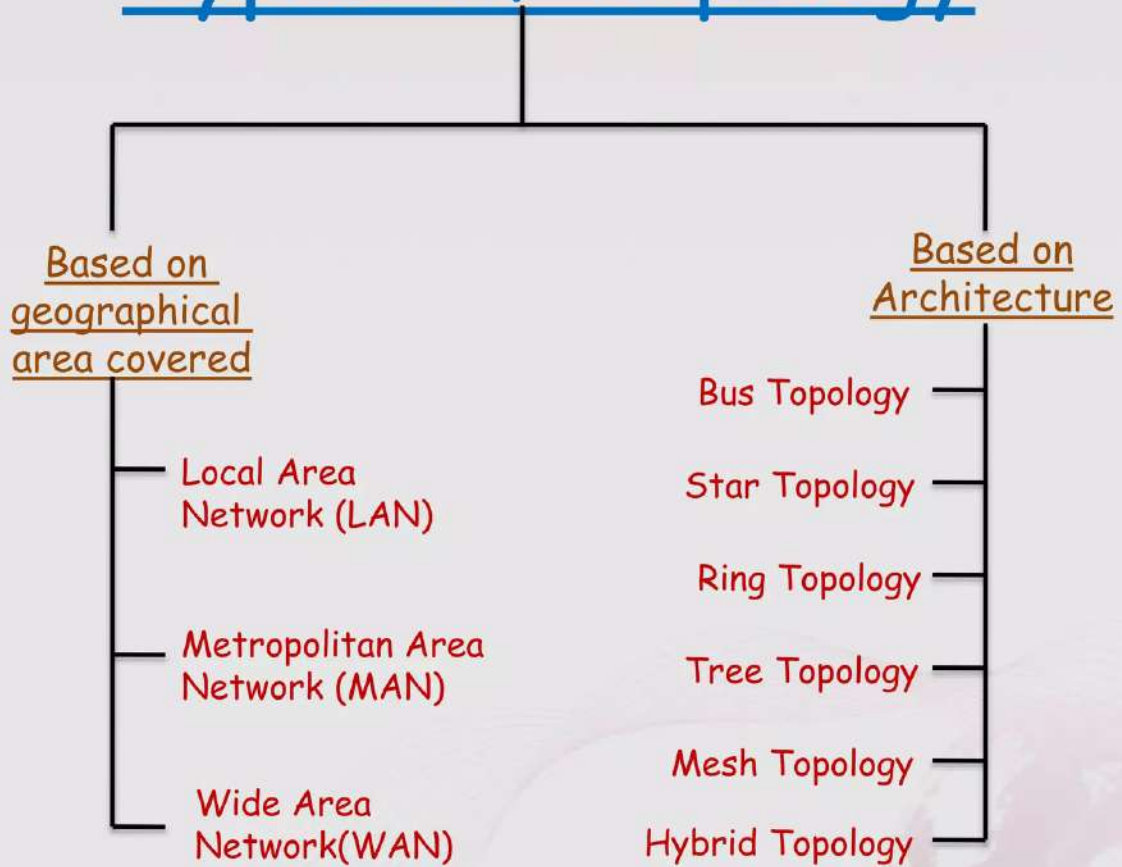 Based on
geographical
area covered
Local Area
Network (LAN)
Metropolitan Area
Network (MAN)
Wide Area
Network(WAN)
Based on
Architecture
Bus Topology
Star Topology
Ring Topology
Tree Topology
Mesh Topology
Hybrid Topology